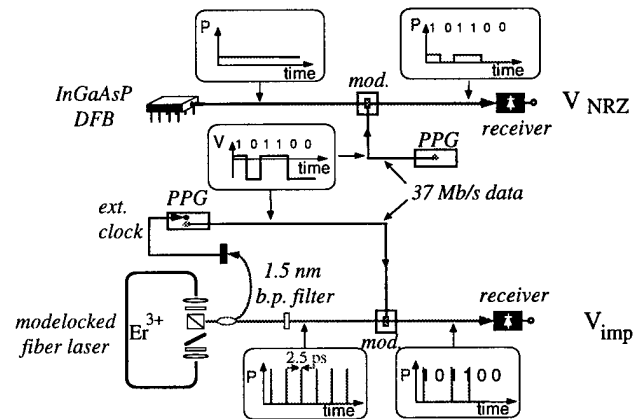 P
time
P 1 0 1 1 0 0
time
InGaAsP
DFB
mod.
receiver
V NRZ
V 1 0 1 1 0 0
time
PPG
37 Mb/s data
PPG
ext.
clock
1.5 nm
b.p. filter
modelocked
fiber laser
Er3+
mod.
receiver
Vimp
2.5 ps
P
time
P 1 0 1 1 0 0
time